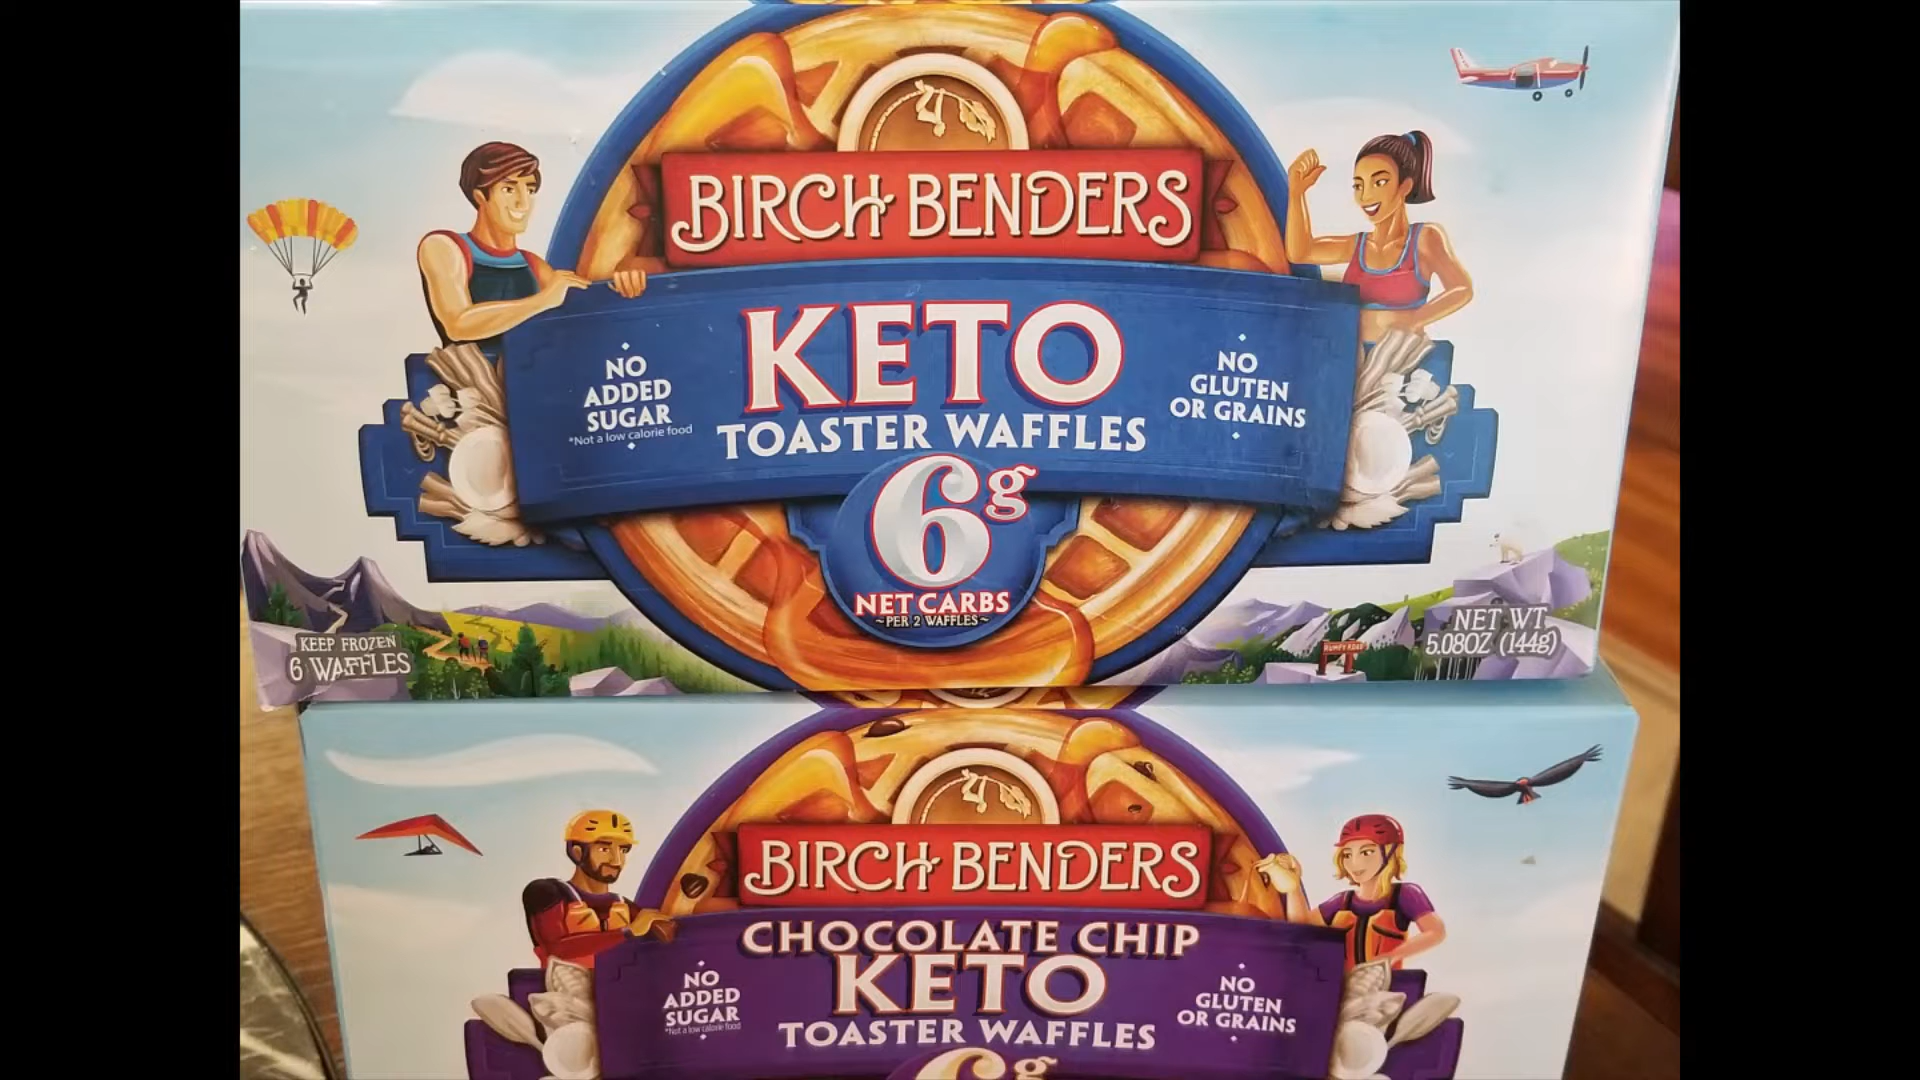 BIRCH BENDERS
KETO
TOASTER WAFFLES
NO
ADDED
SUGAR
*Not a low calorie food
NO
GLUTEN
OR GRAINS
6g
NET CARBS
~PER 2 WAFFLES~
KEEP FROZEN
6 WAFFLES
NET WT
5.08OZ (144g)
BIRCH BENDERS
CHOCOLATE CHIP
KETO
TOASTER WAFFLES
NO
ADDED
SUGAR
*Not a low calorie food
NO
GLUTEN
OR GRAINS
6g